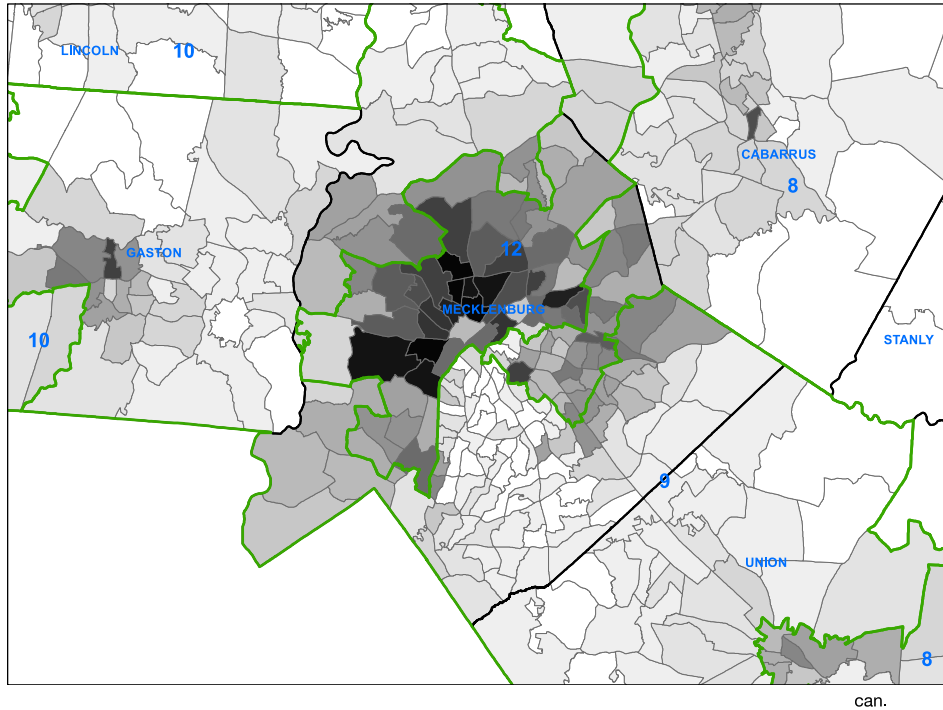 LINCOLN 10
CABARRUS
8
12
GASTON
MECKLENBURG
10
STANLY
9
UNION
8
can.